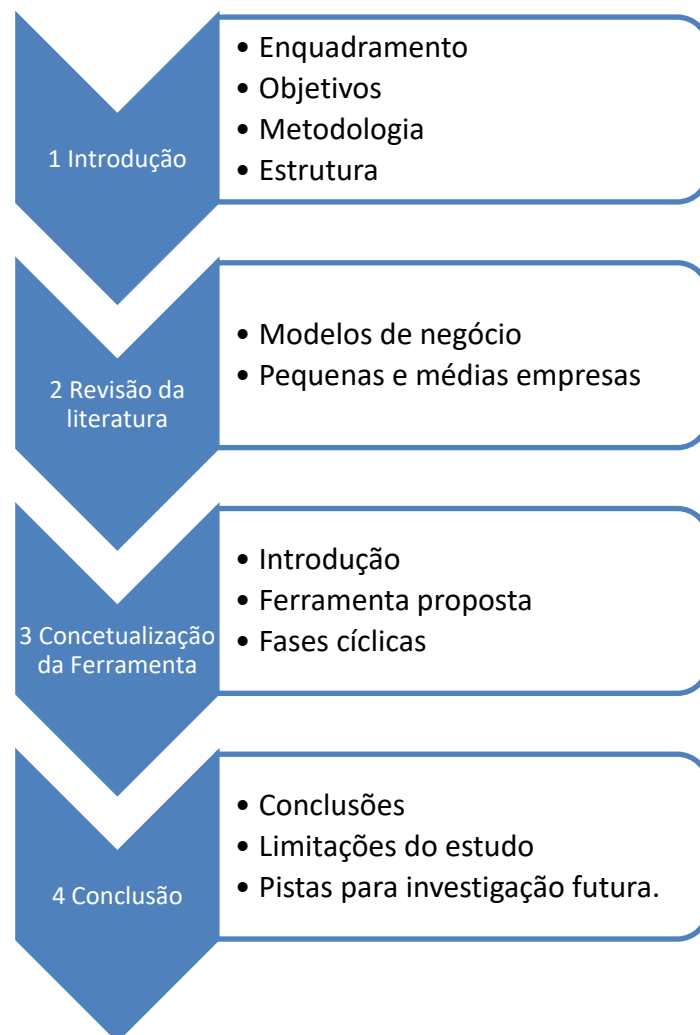 1 Introdução
• Enquadramento
• Objetivos
• Metodologia
• Estrutura
2 Revisão da
literatura
• Modelos de negócio
• Pequenas e médias empresas
3 Concetualização
da Ferramenta
• Introdução
• Ferramenta proposta
• Fases cíclicas
4 Conclusão
• Conclusões
• Limitações do estudo
• Pistas para investigação futura.